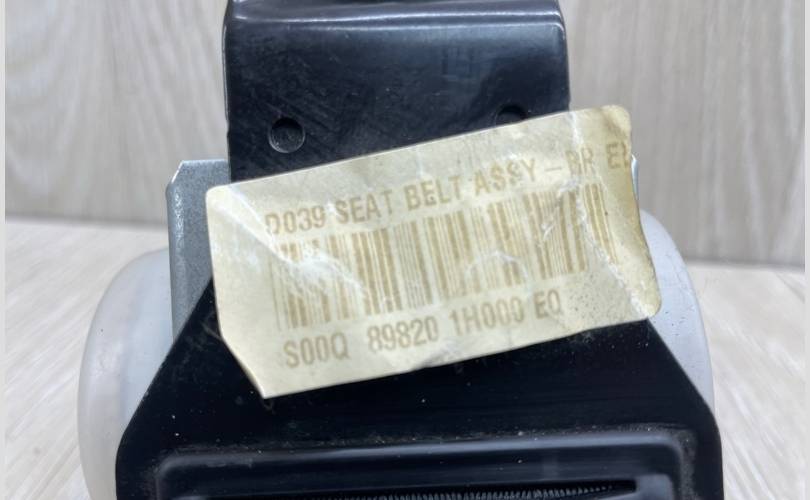 D039 SEAT BELT ASSY-RR
S00Q 89820 1H000 EQ